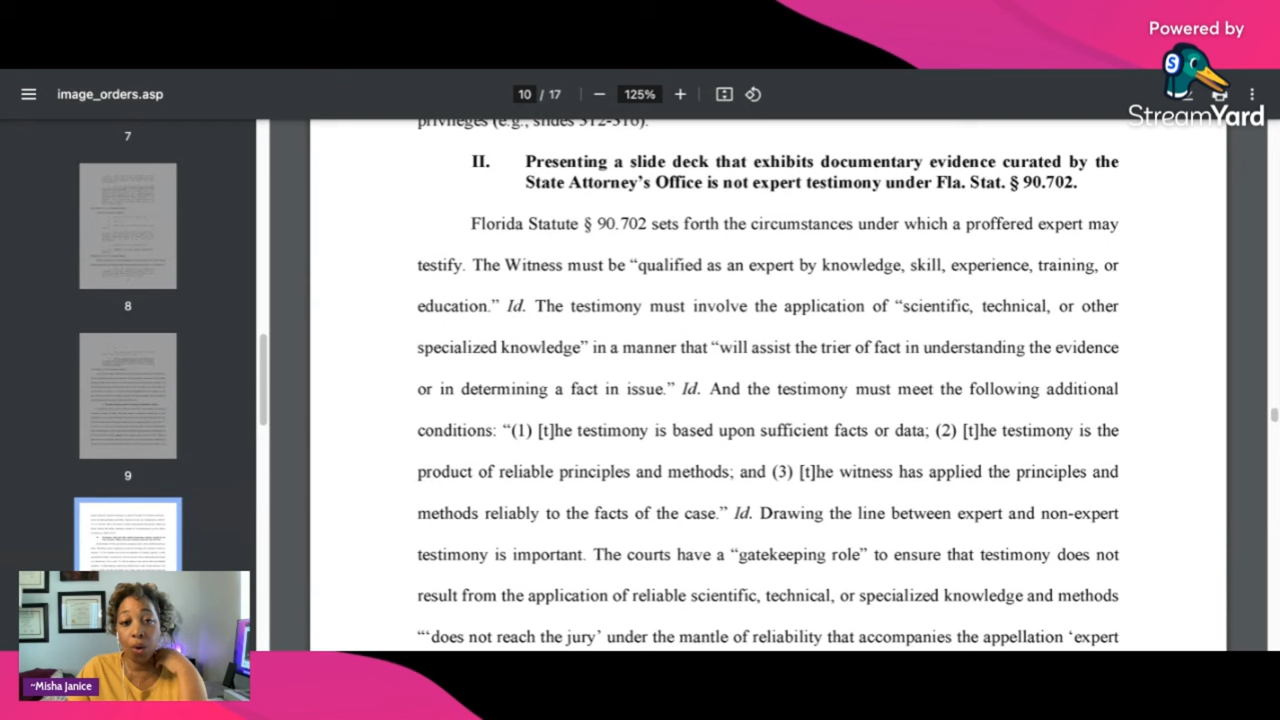 Powered by
StreamYard
image_orders.asp
10 / 17
125%
7
8
9
privileges (e.g., slides 312-316).
II. Presenting a slide deck that exhibits documentary evidence curated by the
State Attorney's Office is not expert testimony under Fla. Stat. § 90.702.
Florida Statute § 90.702 sets forth the circumstances under which a proffered expert may
testify. The Witness must be “qualified as an expert by knowledge, skill, experience, training, or
education.” Id. The testimony must involve the application of “scientific, technical, or other
specialized knowledge” in a manner that “will assist the trier of fact in understanding the evidence
or in determining a fact in issue.” Id. And the testimony must meet the following additional
conditions: “(1) [t]he testimony is based upon sufficient facts or data; (2) [t]he testimony is the
product of reliable principles and methods; and (3) [t]he witness has applied the principles and
methods reliably to the facts of the case.” Id. Drawing the line between expert and non-expert
testimony is important. The courts have a “gatekeeping role” to ensure that testimony does not
result from the application of reliable scientific, technical, or specialized knowledge and methods
“‘does not reach the jury’ under the mantle of reliability that accompanies the appellation ‘expert
~Misha Janice